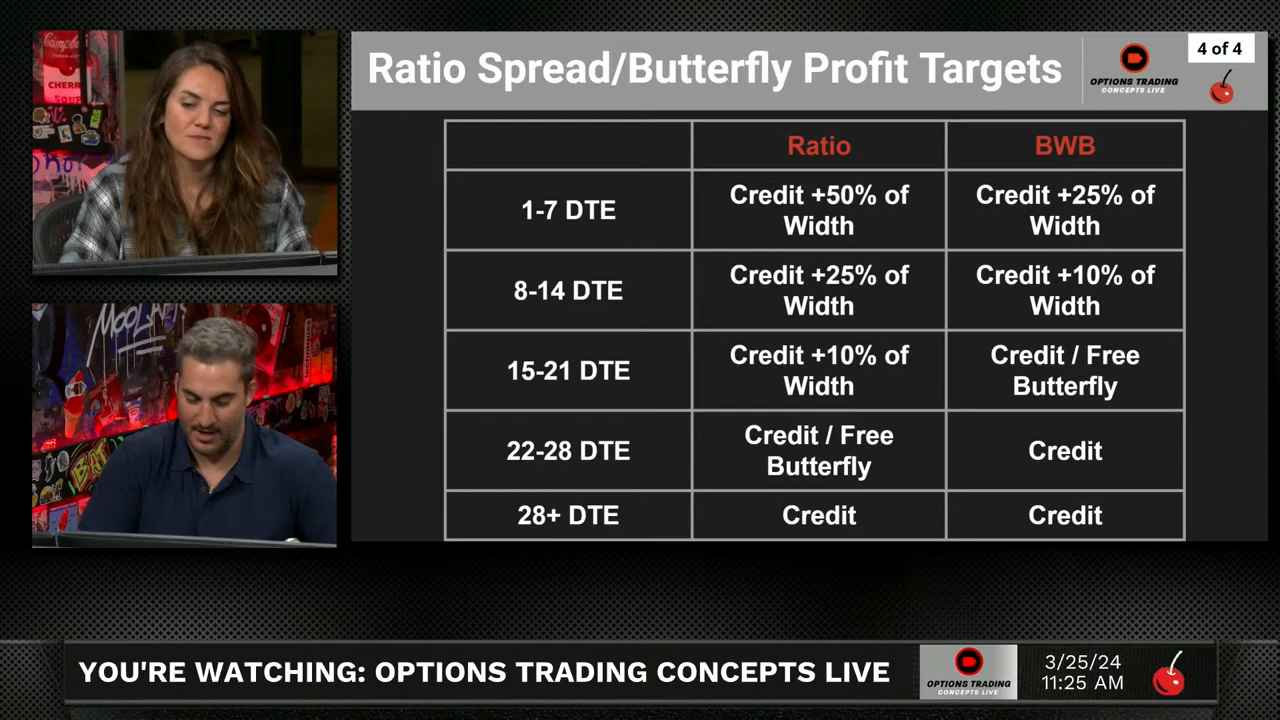 Campbell's
CHERRY
SOUP
Ratio Spread/Butterfly Profit Targets
OPTIONS TRADING
CONCEPTS LIVE
4 of 4
Ratio
BWB
1-7 DTE
Credit +50% of
Width
Credit +25% of
Width
8-14 DTE
Credit +25% of
Width
Credit +10% of
Width
15-21 DTE
Credit +10% of
Width
Credit / Free
Butterfly
22-28 DTE
Credit / Free
Butterfly
Credit
28+ DTE
Credit
Credit
YOU'RE WATCHING: OPTIONS TRADING CONCEPTS LIVE
OPTIONS TRADING
CONCEPTS LIVE
3/25/24
11:25 AM